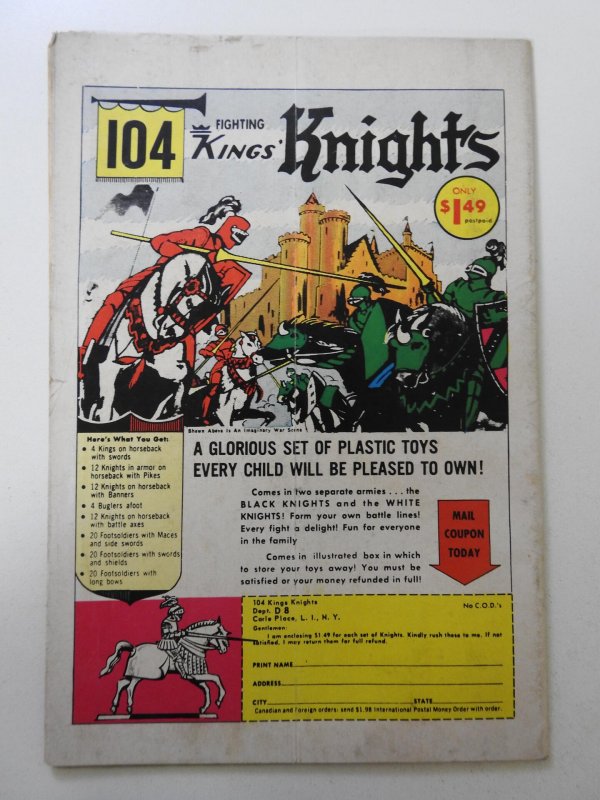 104
FIGHTING
KINGS' Knights
ONLY
$1.49
postpaid
Shown Above Is An Imaginary War Scene
Here's What You Get:
• 4 Kings on horseback
with swords
• 12 Knights in armor on
horseback with Pikes
• 12 Knights on horseback
with Banners
• 4 Buglers afoot
• 12 Knights on horseback
with battle axes
• 20 Footsoldiers with Maces
and side swords
• 20 Footsoldiers with swords
and shields
• 20 Footsoldiers with
long bows
A GLORIOUS SET OF PLASTIC TOYS
EVERY CHILD WILL BE PLEASED TO OWN!
Comes in two separate armies ... the
BLACK KNIGHTS and the WHITE
KNIGHTS! Form your own battle lines!
Every fight a delight! Fun for everyone
in the family
Comes in illustrated box in which
to store your toys away! You must be
satisfied or your money refunded in full!
MAIL
COUPON
TODAY
104 Kings Knights
Dept. D 8
Carle Place, L. I., N. Y.
No C.O.D.'s
Gentlemen:
I am enclosing $1.49 for each set of Knights. Kindly rush these to me. If not
satisfied, I may return them for full refund.
PRINT NAME
ADDRESS
CITY STATE
Canadian and Foreign orders: send $1.98 International Postal Money Order with order.